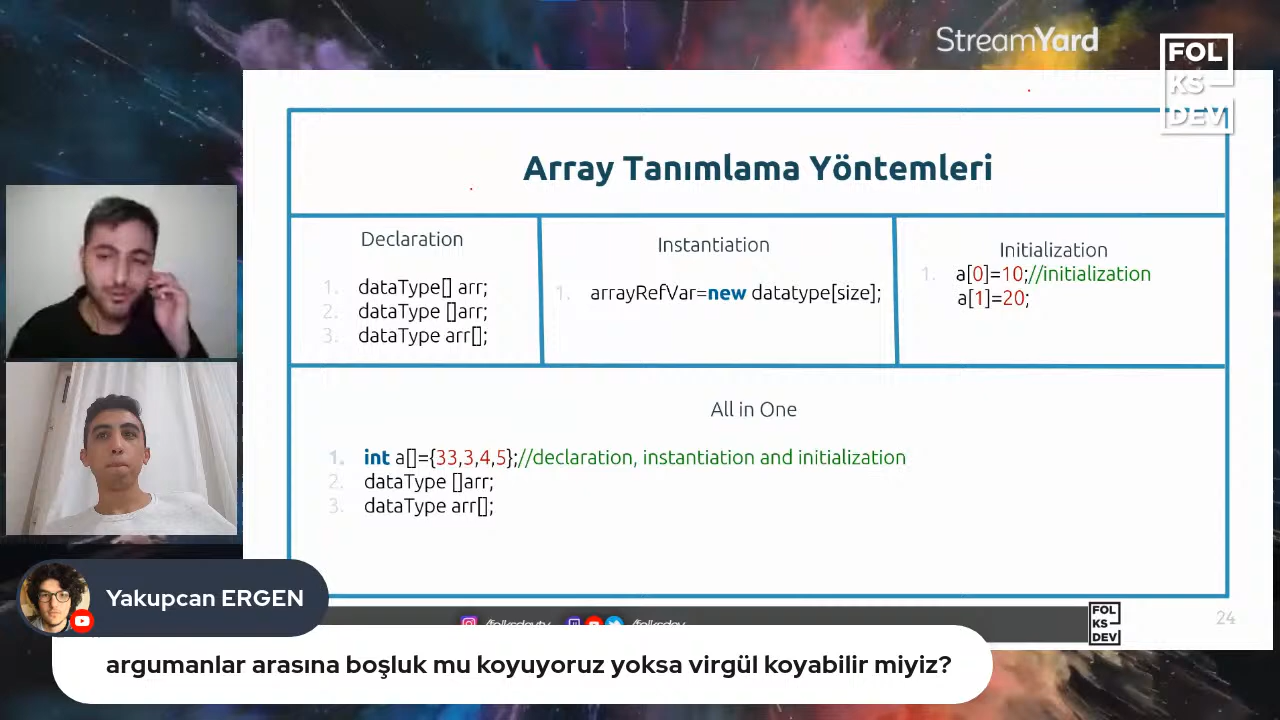 StreamYard
FOL
KS
DEV
Array Tanımlama Yöntemleri
Declaration
1. dataType[] arr;
2. dataType []arr;
3. dataType arr[];
Instantiation
1. arrayRefVar=new datatype[size];
Initialization
1. a[0]=10;//initialization
a[1]=20;
All in One
1. int a[]={33,3,4,5};//declaration, instantiation and initialization
2. dataType []arr;
3. dataType arr[];
FOL
KS
DEV
24
Yakupcan ERGEN
argumanlar arasına boşluk mu koyuyoruz yoksa virgül koyabilir miyiz?